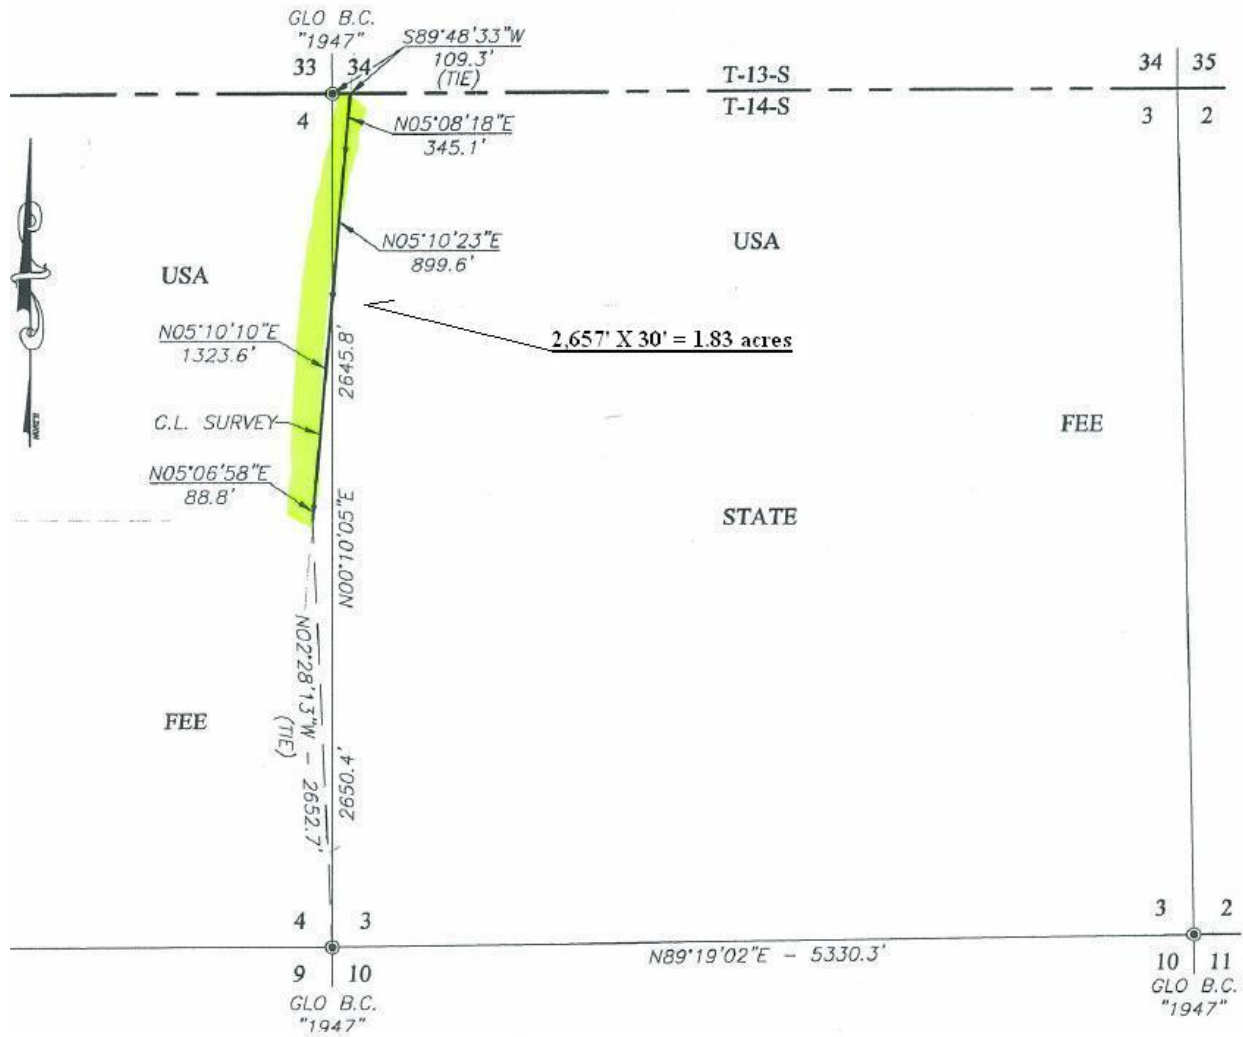 GLO B.C.
"1947"
S89°48'33"W
109.3'
(TIE)
33 34
34 35
T-13-S
T-14-S
4
3 2
N05°08'18"E
345.1'
N05°10'23"E
899.6'
USA
USA
2,657' X 30' = 1.83 acres
N05°10'10"E
1323.6'
2645.8'
C.L. SURVEY
FEE
N05°06'58"E
88.8'
N00°10'05"E
STATE
N02°28'13"W - 2652.7'
(TIE)
FEE
2650.4'
4 3
3 2
N89°19'02"E - 5330.3'
9 10
10 11
GLO B.C.
"1947"
GLO B.C.
"1947"